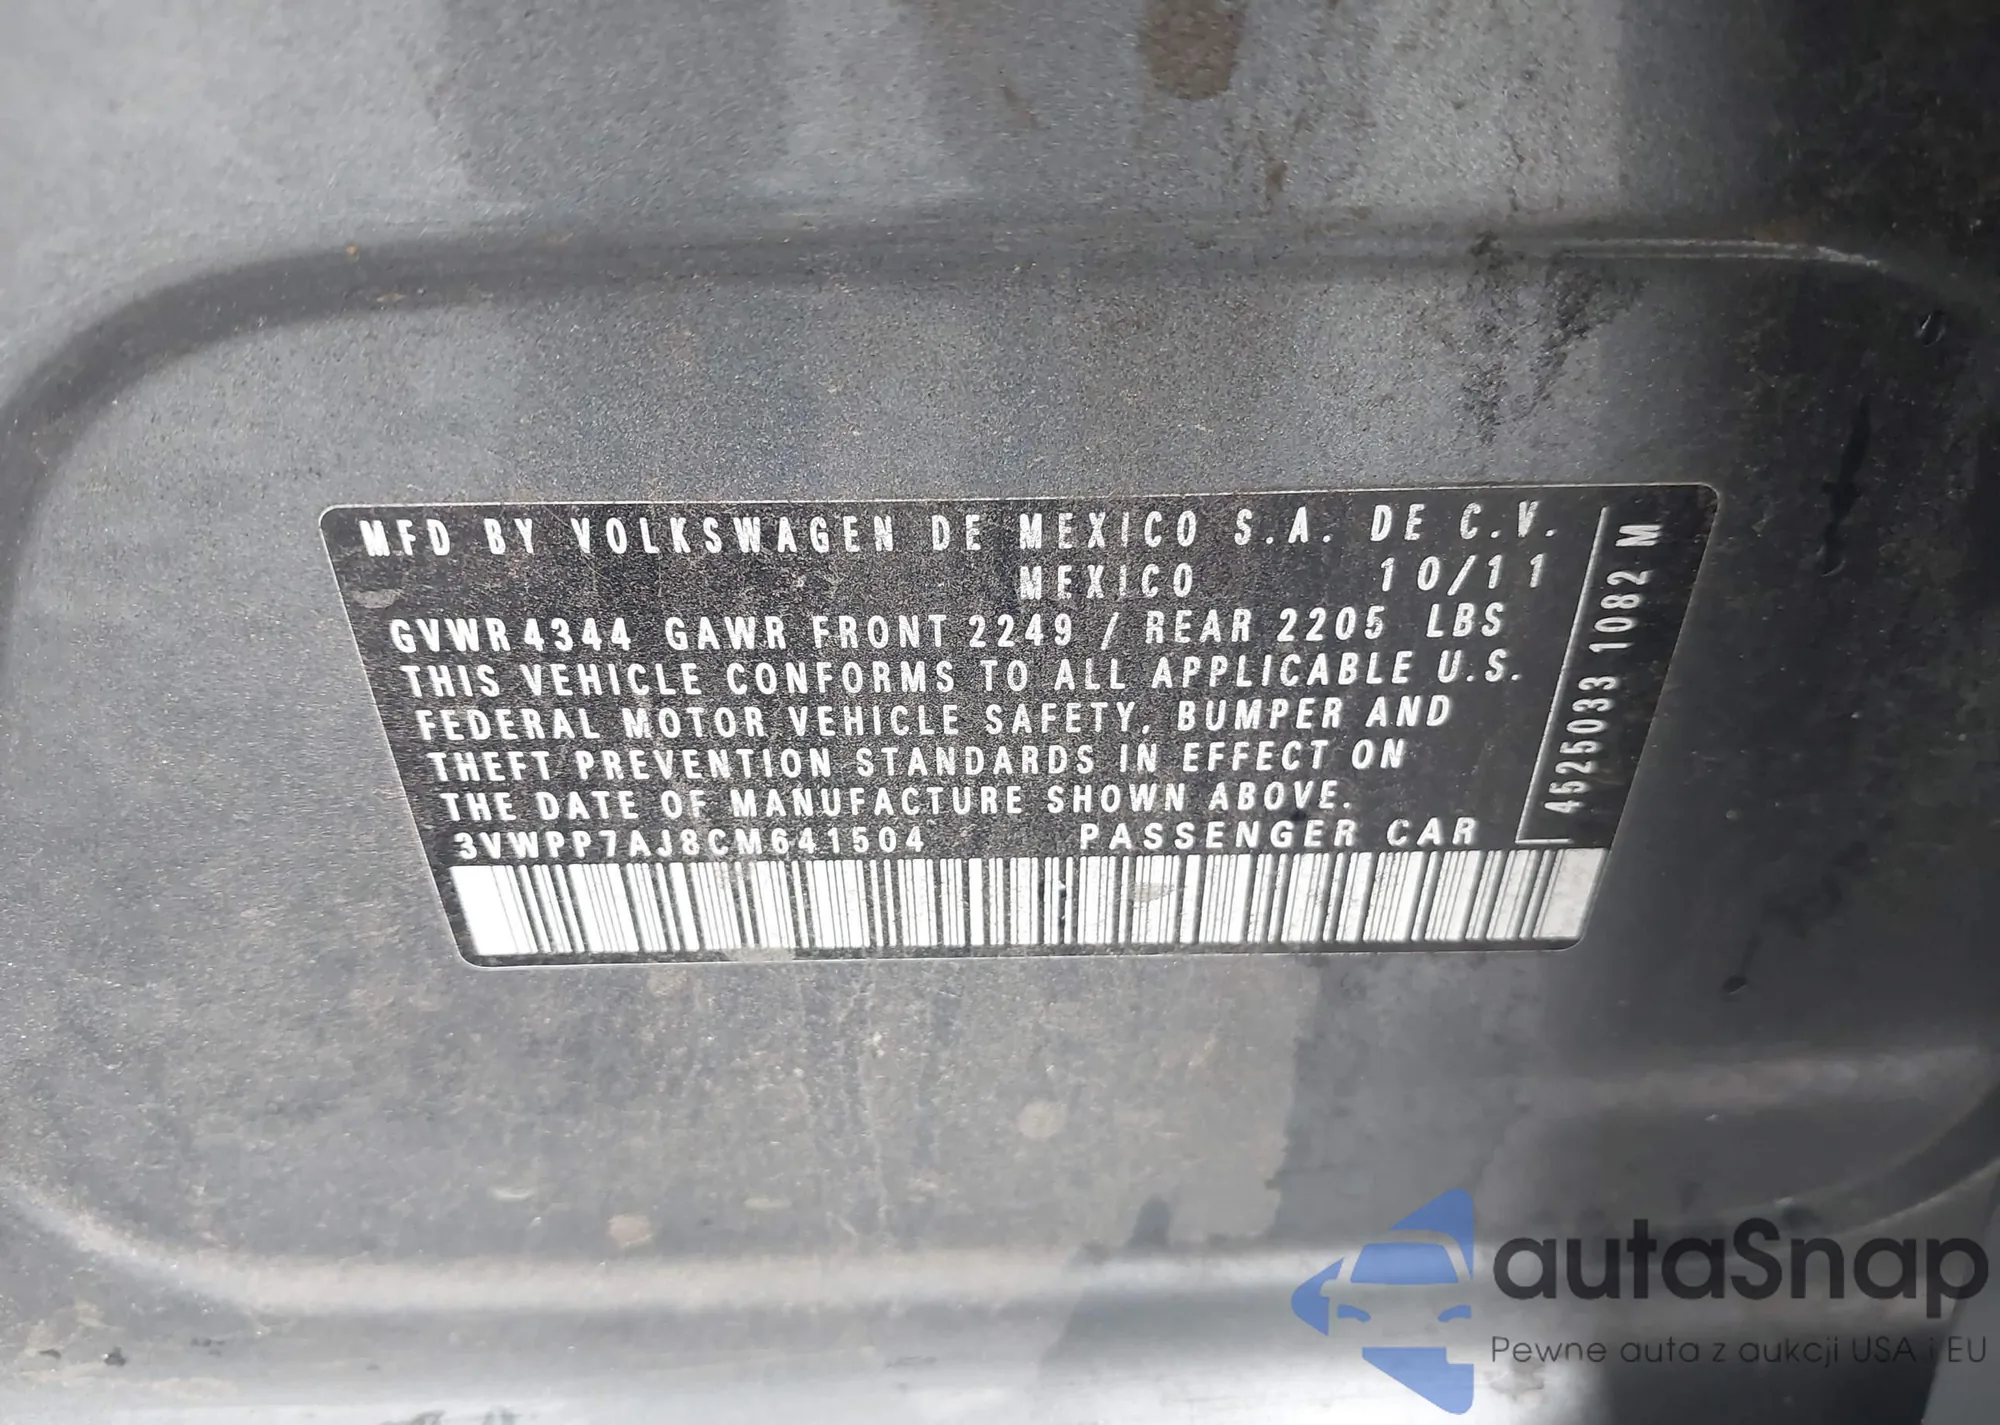 MFD BY VOLKSWAGEN DE MEXICO S.A. DE C.V.
MEXICO 10/11
GVWR 4344 GAWR FRONT 2249 / REAR 2205 LBS
THIS VEHICLE CONFORMS TO ALL APPLICABLE U.S.
FEDERAL MOTOR VEHICLE SAFETY, BUMPER AND
THEFT PREVENTION STANDARDS IN EFFECT ON
THE DATE OF MANUFACTURE SHOWN ABOVE.
3VWPP7AJ8CM641504 PASSENGER CAR
4525033 1082 M
autaSnap
Pewne auta z aukcji USA i EU